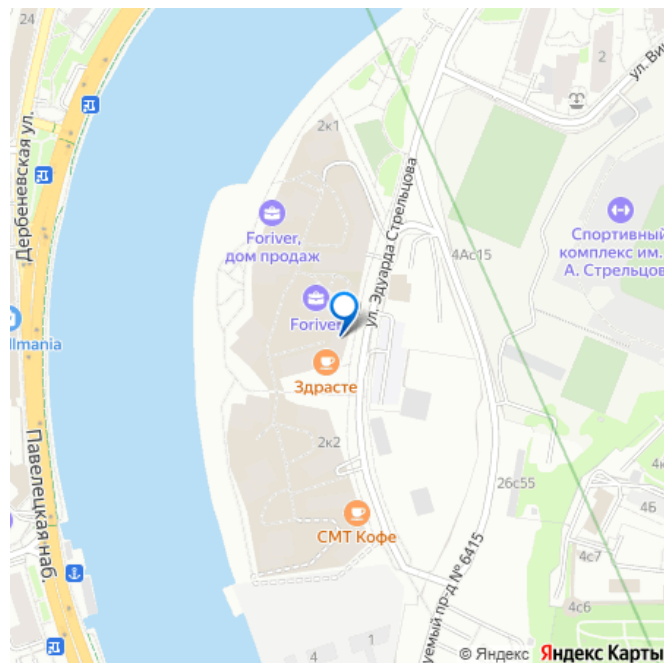 24
2
ул. Ви
2к1
Дербеневская ул.
ул. Эдуарда Стрельцова
Foriver,
дом продаж
4Ас15
Спортивный
комплекс им.
А. Стрельцов
Foriver
llmania
Здрасте
Павелецкая наб.
2к2
26с55
4к
4Б
СМТ Кофе
уемый пр-д № 6415
4с7
4с6
1
4
© Яндекс Яндекс Карты